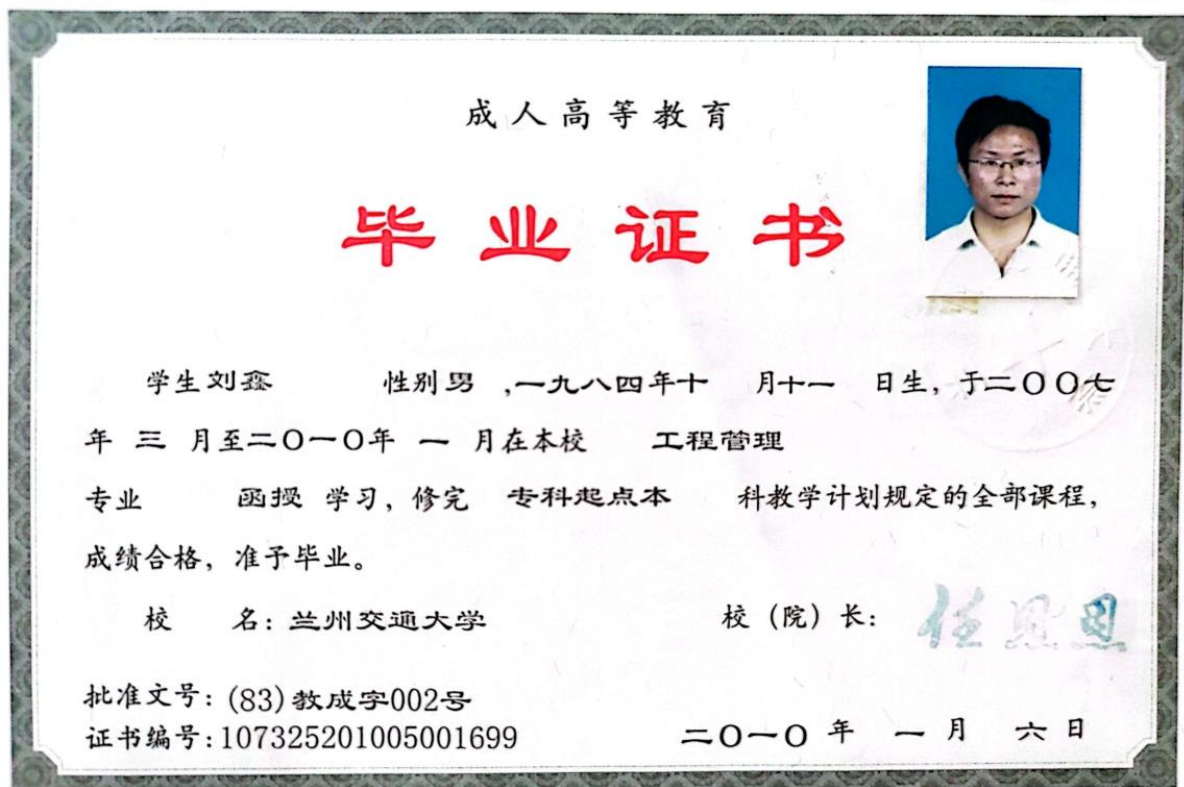 成人高等教育
毕业证书
学生刘鑫 性别男 ,一九八四年十 月十一 日生, 于二〇〇七
年 三 月至二〇一〇年 一 月在本校 工程管理
专业 函授 学习, 修完 专科起点本 科教学计划规定的全部课程,
成绩合格, 准予毕业。
校 名: 兰州交通大学 校 (院) 长: 任恩恩
批准文号: (83)教成字002号
证书编号: 107325201005001699 二〇一〇 年 一 月 六 日